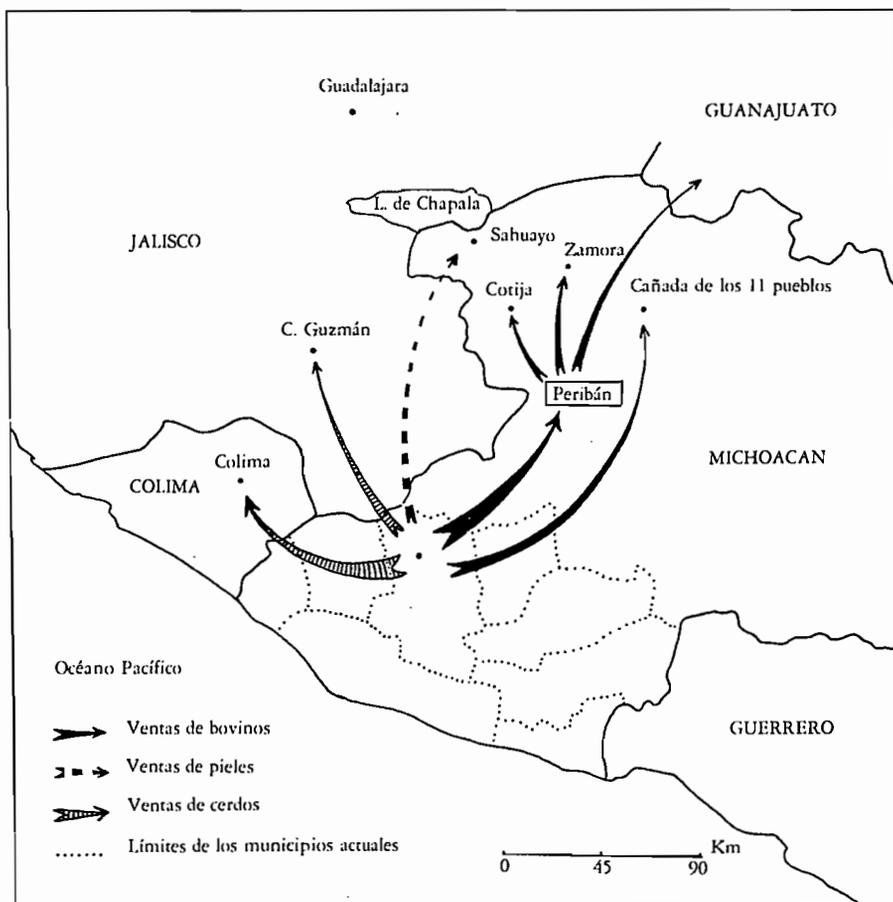 Guadalajara
GUANAJUATO
L. de Chapala
JALISCO
Sahuayo
Zamora
Cotija
Cañada de los 11 pueblos
C. Guzmán
Peribán
MICHOACAN
Colima
COLIMA
Océano Pacífico
GUERRERO
Ventas de bovinos
Ventas de pieles
Ventas de cerdos
Límites de los municipios actuales
Km
0 45 90